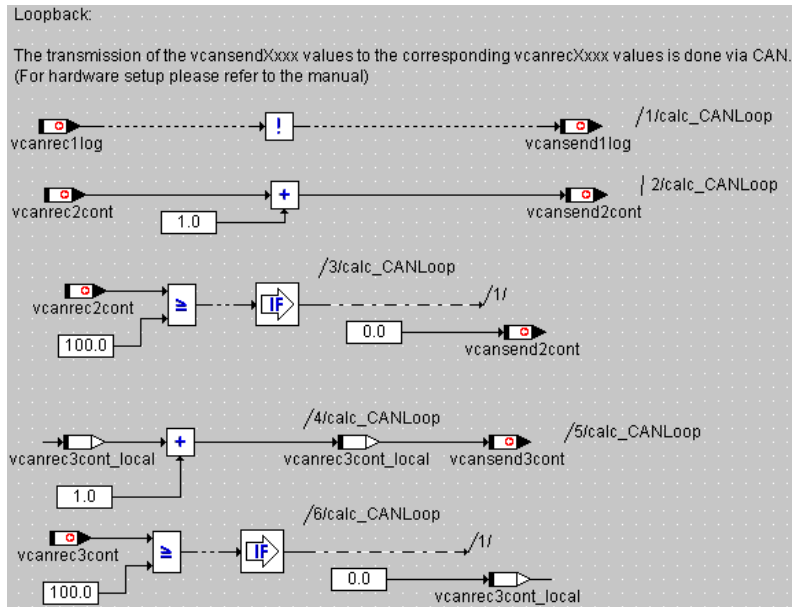 Loopback:
The transmission of the vcansendXxxx values to the corresponding vcanrecXxxx values is done via CAN.
(For hardware setup please refer to the manual)
/1/calc_CANLoop
!
vcanrec1log
vcansend1log
/ 2/calc_CANLoop
+
vcanrec2cont
vcansend2cont
1.0
/3/calc_CANLoop
/1/
vcanrec2cont
≥
IF
0.0
100.0
vcansend2cont
/4/calc_CANLoop
/5/calc_CANLoop
+
vcanrec3cont_local
vcanrec3cont_local
vcansend3cont
1.0
/6/calc_CANLoop
/1/
vcanrec3cont
≥
IF
0.0
100.0
vcanrec3cont_local